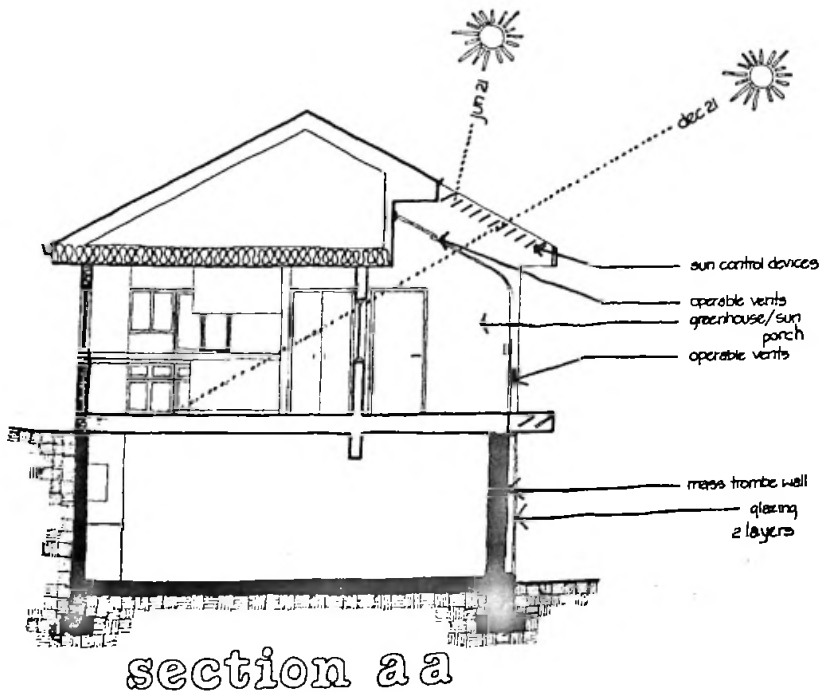 jun 21
dec 21
sun control devices
operable vents
greenhouse/sun
porch
operable vents
mass trombe wall
glazing
2 layers
section a a